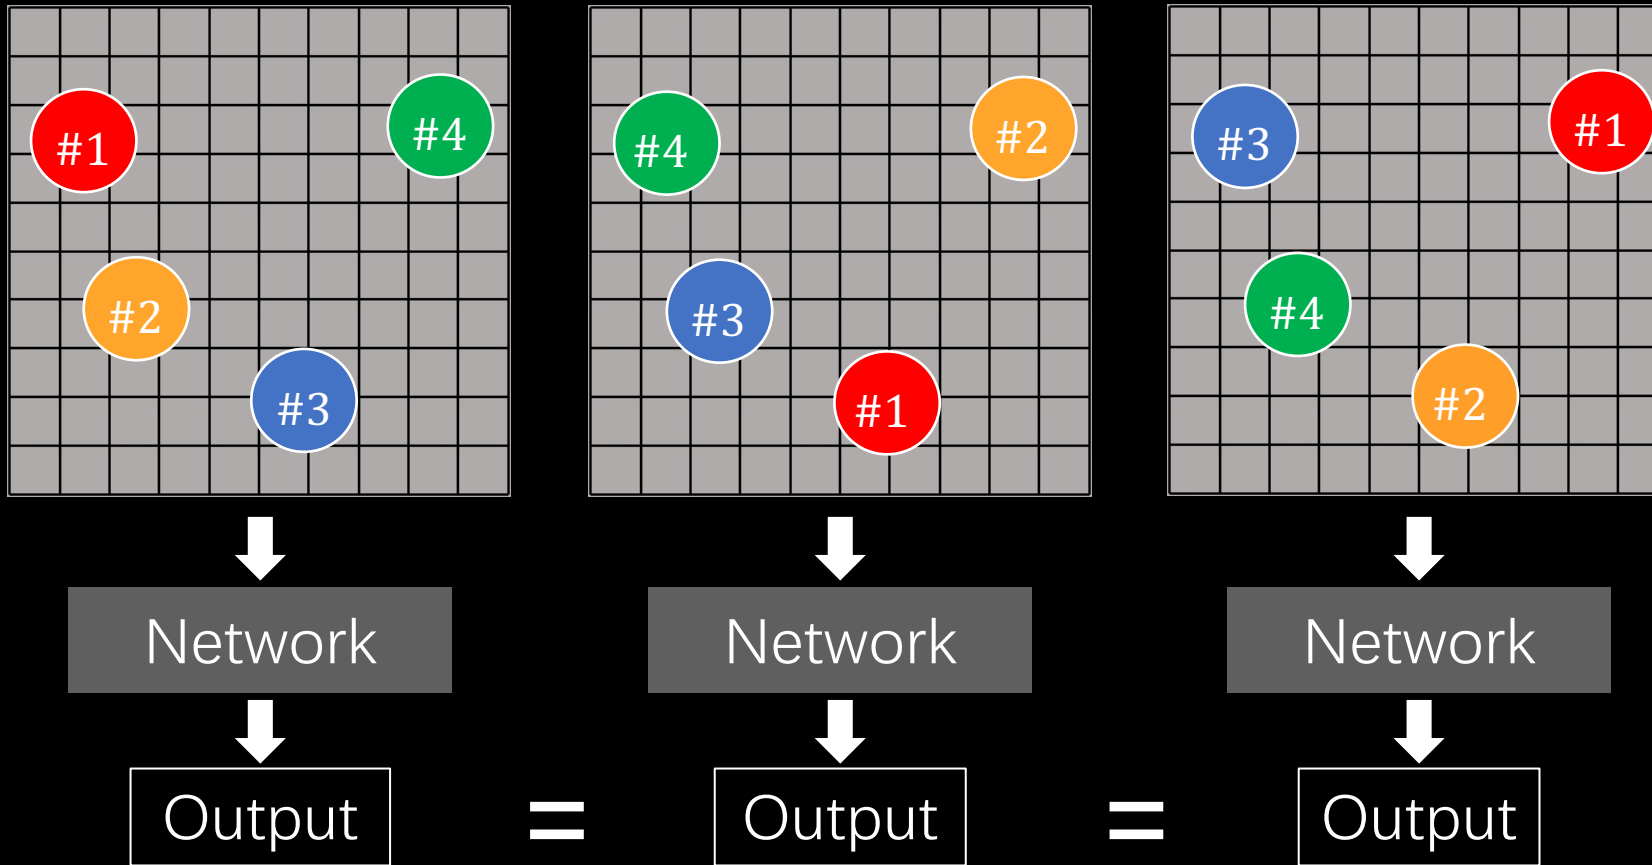 #1
#4
#2
#3
#4
#2
#3
#1
#3
#1
#4
#2
Network
Network
Network
Output
=
Output
=
Output